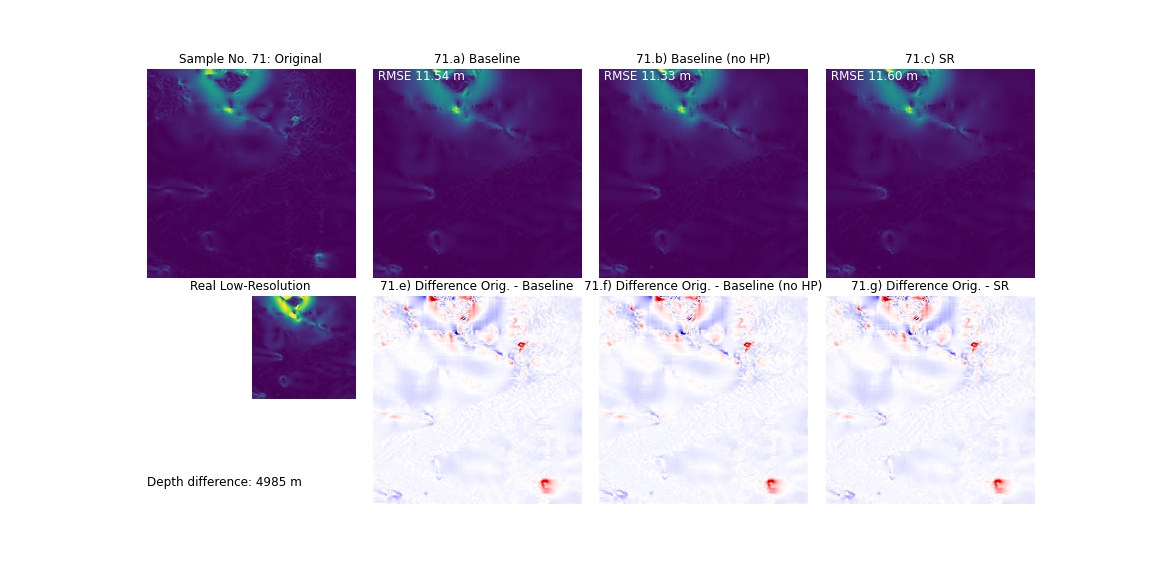 Sample No. 71: Original
71.a) Baseline
71.b) Baseline (no HP)
71.c) SR
RMSE 11.54 m
RMSE 11.33 m
RMSE 11.60 m
Real Low-Resolution
71.e) Difference Orig. - Baseline
71.f) Difference Orig. - Baseline (no HP)
71.g) Difference Orig. - SR
Depth difference: 4985 m